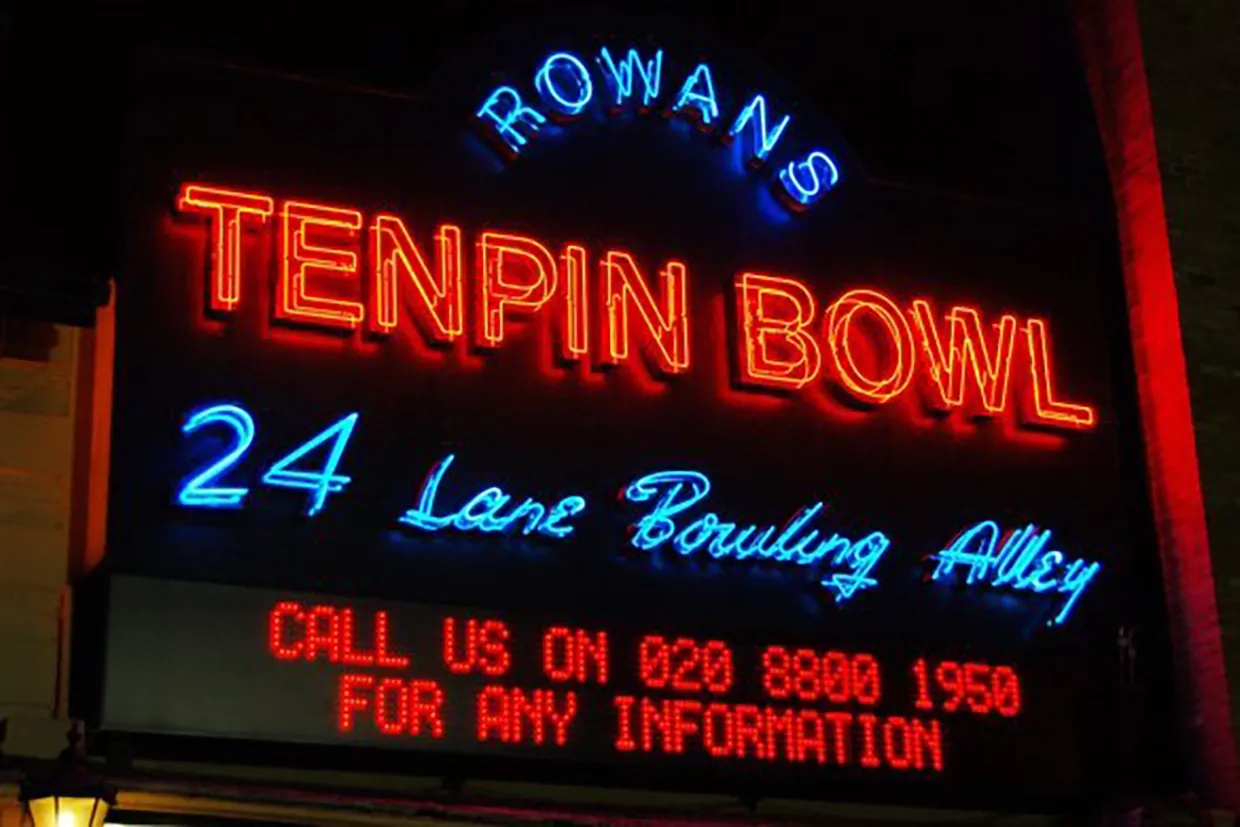 ROWANS
TENPIN BOWL
24 Lane Bowling Alley
CALL US ON 020 8800 1950
FOR ANY INFORMATION